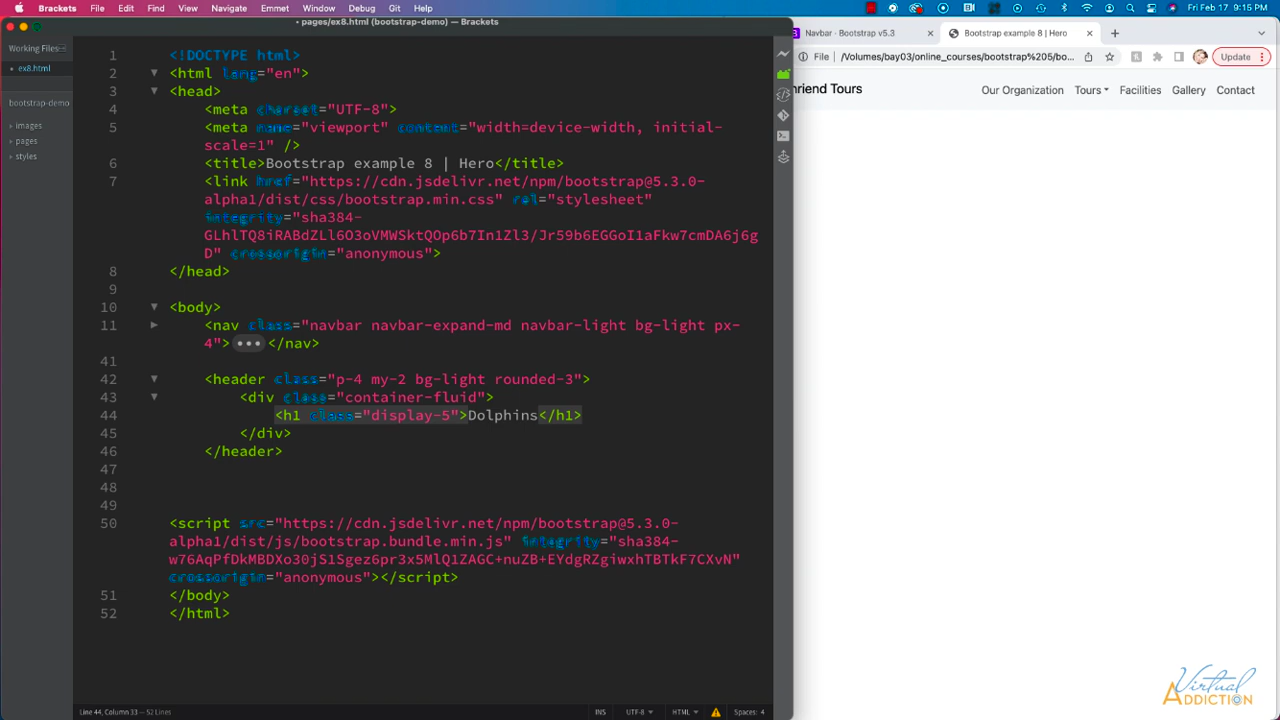 Brackets File Edit Find View Navigate Emmet Window Debug Git Help Fri Feb 17 9:15 PM
• pages/ex8.html (bootstrap-demo) — Brackets
Working Files
ex8.html
bootstrap-demo
images
pages
styles
1 <!DOCTYPE html>
2 <html lang="en">
3 <head>
4 <meta charset="UTF-8">
5 <meta name="viewport" content="width=device-width, initial-
scale=1" />
6 <title>Bootstrap example 8 | Hero</title>
7 <link href="https://cdn.jsdelivr.net/npm/bootstrap@5.3.0-
alpha1/dist/css/bootstrap.min.css" rel="stylesheet"
integrity="sha384-
GLhlTQ8iRABdZLl6O3oVMWSktQOp6b7In1Zl3/Jr59b6EGGoI1aFkw7cmDA6j6g
D" crossorigin="anonymous">
8 </head>
9
10 <body>
11 <nav class="navbar navbar-expand-md navbar-light bg-light px-
4">•••</nav>
41
42 <header class="p-4 my-2 bg-light rounded-3">
43 <div class="container-fluid">
44 <h1 class="display-5">Dolphins</h1>
45 </div>
46 </header>
47
48
49
50 <script src="https://cdn.jsdelivr.net/npm/bootstrap@5.3.0-
alpha1/dist/js/bootstrap.bundle.min.js" integrity="sha384-
w76AqPfDkMBDXo30jS1Sgez6pr3x5MlQ1ZAGC+nuZB+EYdgRZgiwxhTBTkF7CXvN"
crossorigin="anonymous"></script>
51 </body>
52 </html>
Line 44, Column 33 — 52 Lines
INS UTF-8 HTML Spaces: 4
Navbar · Bootstrap v5.3
Bootstrap example 8 | Hero
File /Volumes/bay03/online_courses/bootstrap%205/bo... Update
nriend Tours Our Organization Tours Facilities Gallery Contact
Virtual
ADDICTION